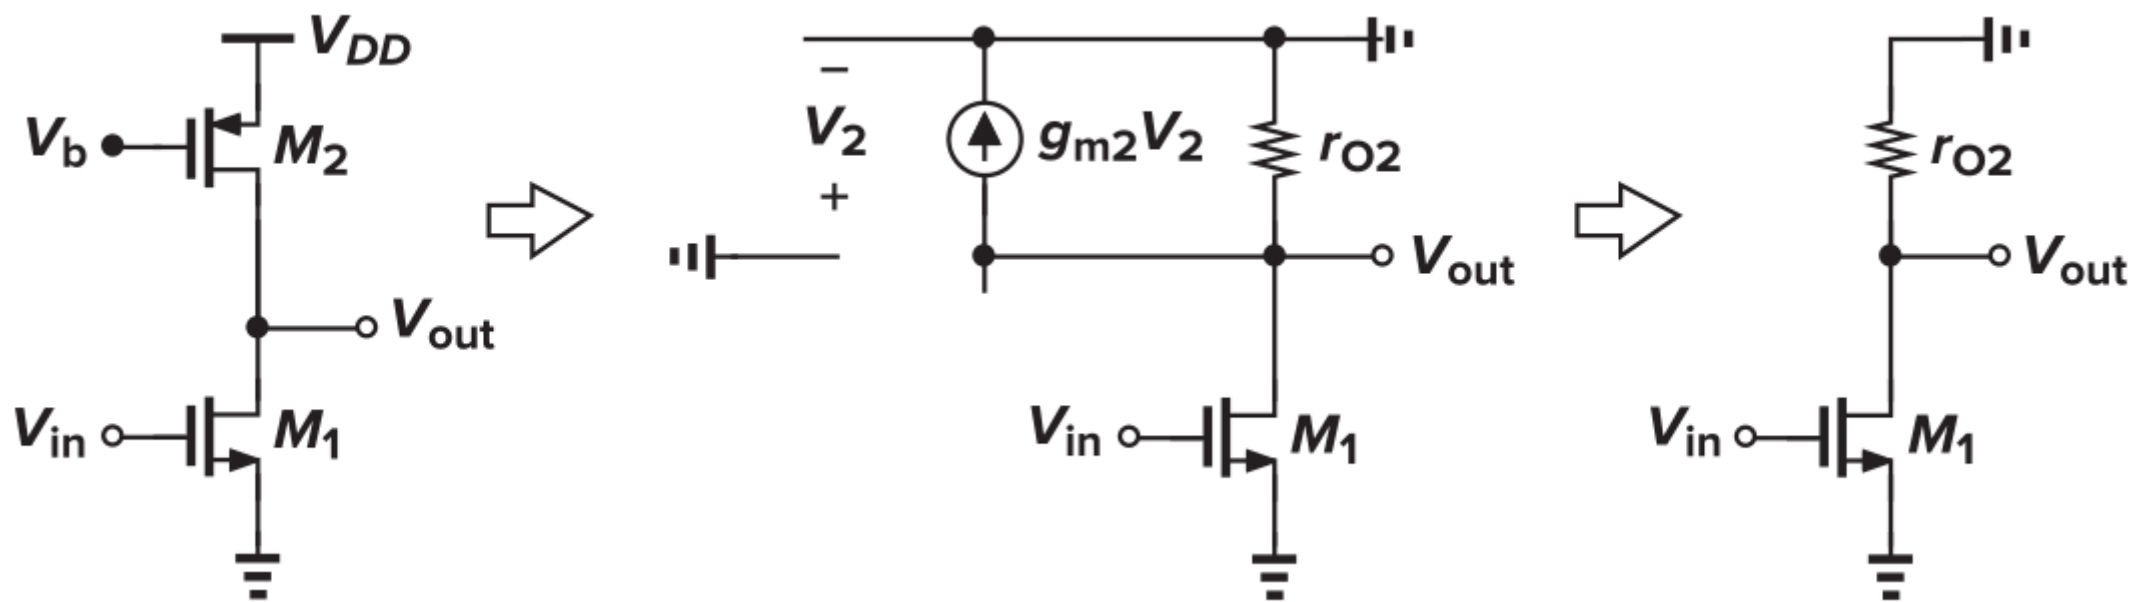 VDD
Vb
M2
Vout
Vin
M1
−
V2
+
gm2V2
rO2
Vout
Vin
M1
rO2
Vout
Vin
M1